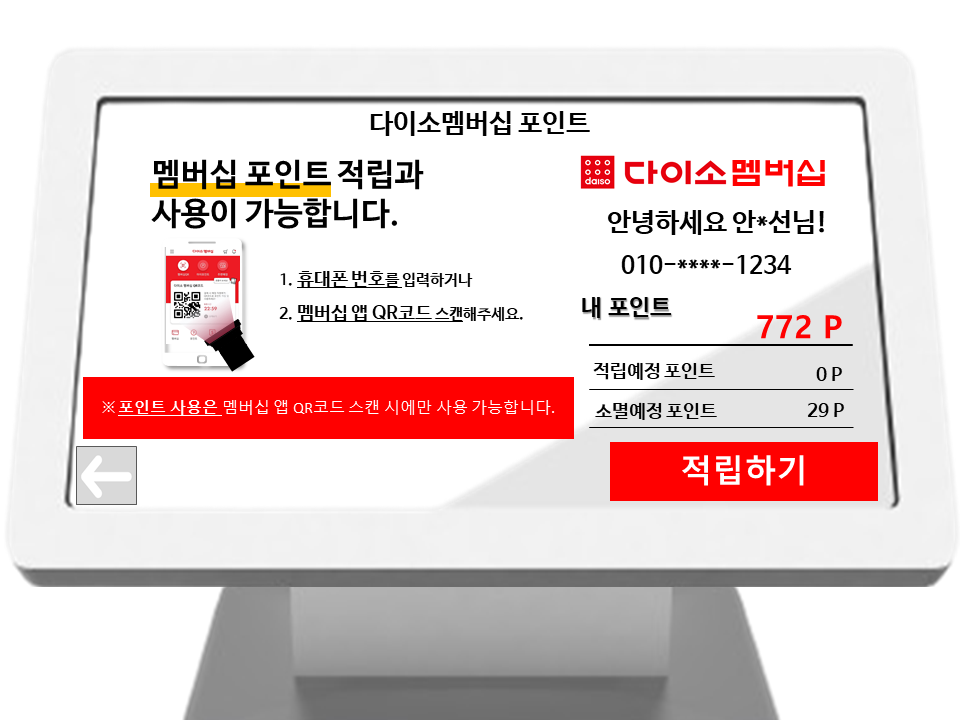 다이소멤버십 포인트
멤버십 포인트 적립과
사용이 가능합니다.
1. 휴대폰 번호를 입력하거나
2. 멤버십 앱 QR코드 스캔해주세요.
※ 포인트 사용은 멤버십 앱 QR코드 스캔 시에만 사용 가능합니다.
daiso
다이소멤버십
안녕하세요 안*선님!
010-****-1234
내 포인트
772 P
적립예정 포인트 0 P
소멸예정 포인트 29 P
적립하기